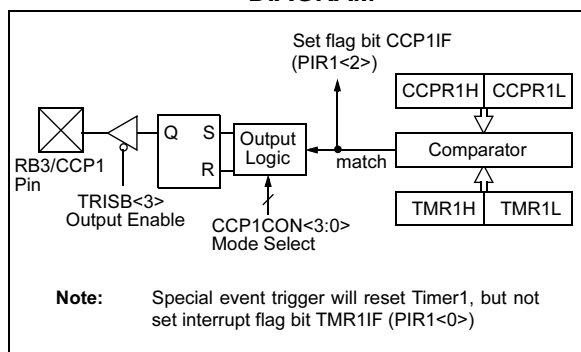 Set flag bit CCP1IF
(PIR1<2>)
CCPR1H CCPR1L
Q S Output
Logic
R
match
Comparator
RB3/CCP1
Pin
TRISB<3>
Output Enable
CCP1CON<3:0>
Mode Select
TMR1H TMR1L
Note: Special event trigger will reset Timer1, but not
set interrupt flag bit TMR1IF (PIR1<0>)